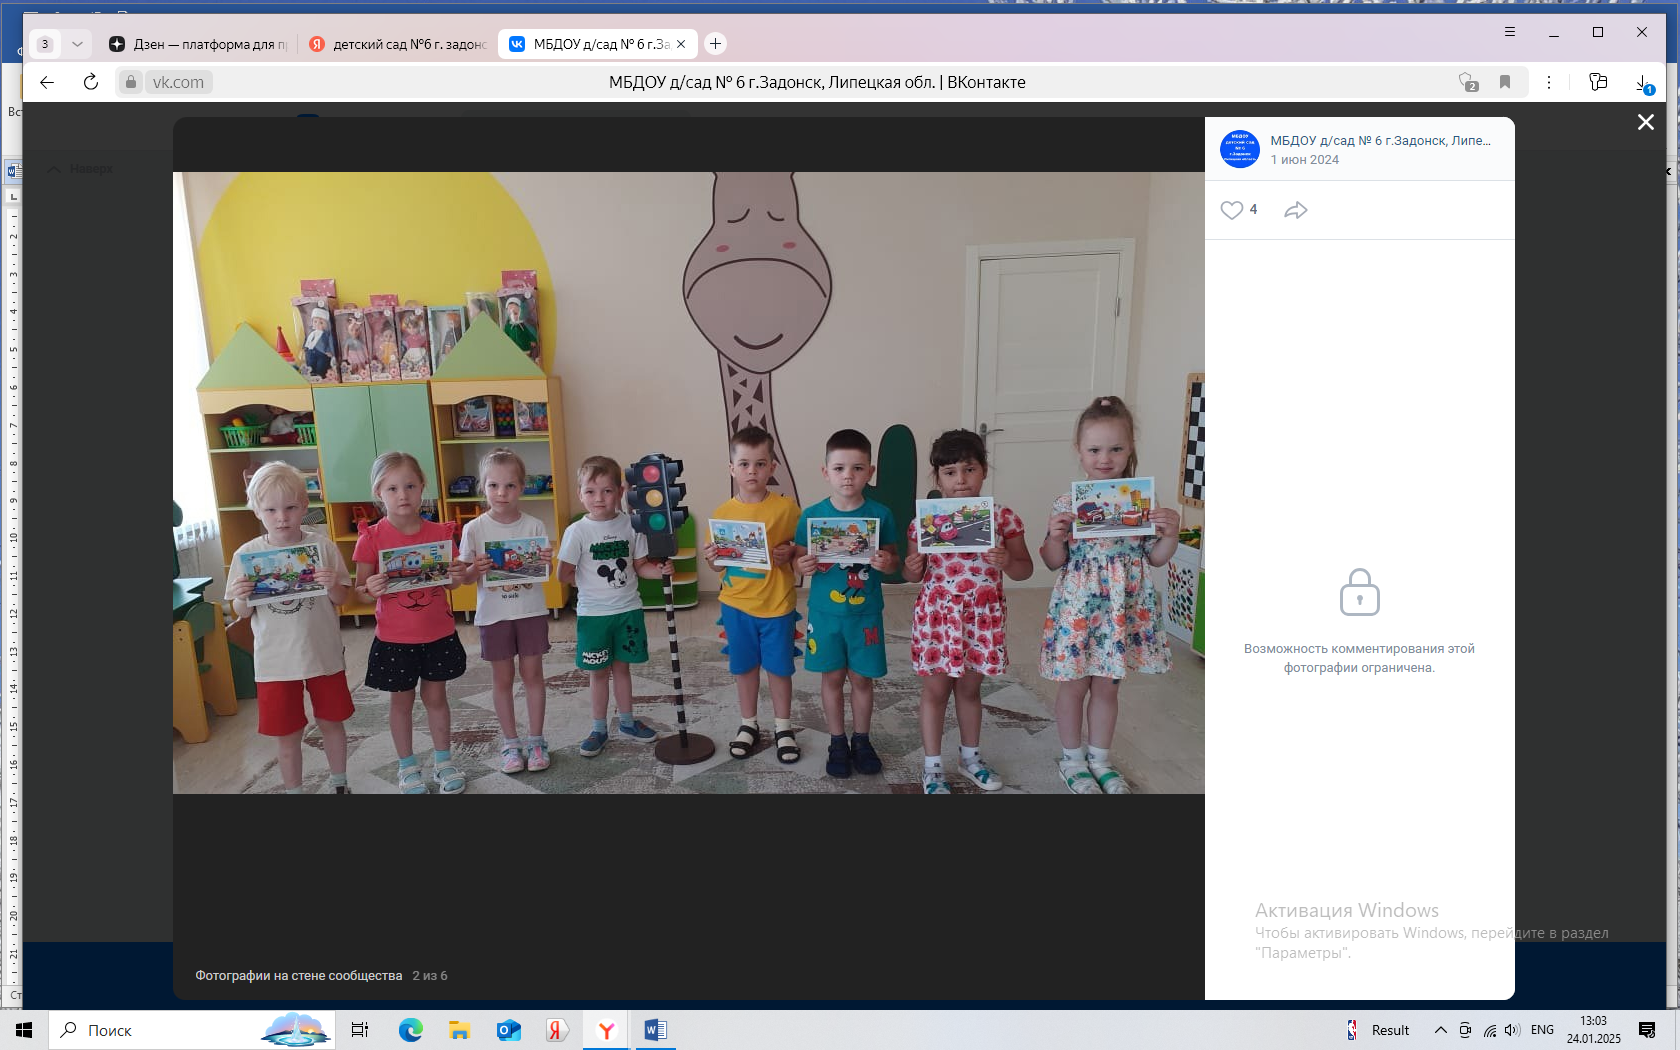 3
Дзен — платформа для п
детский сад №6 г. задонс
МБДОУ д/сад № 6 г.За
vk.com
МБДОУ д/сад № 6 г.Задонск, Липецкая обл. | ВКонтакте
2
1
Наверх
МБДОУ д/сад № 6 г.Задонск, Липе...
1 июн 2024
4
Возможность комментирования этой
фотографии ограничена.
Активация Windows
Чтобы активировать Windows, перейдите в раздел
"Параметры".
Фотографии на стене сообщества 2 из 6
Поиск
Result
ENG
13:03
24.01.2025